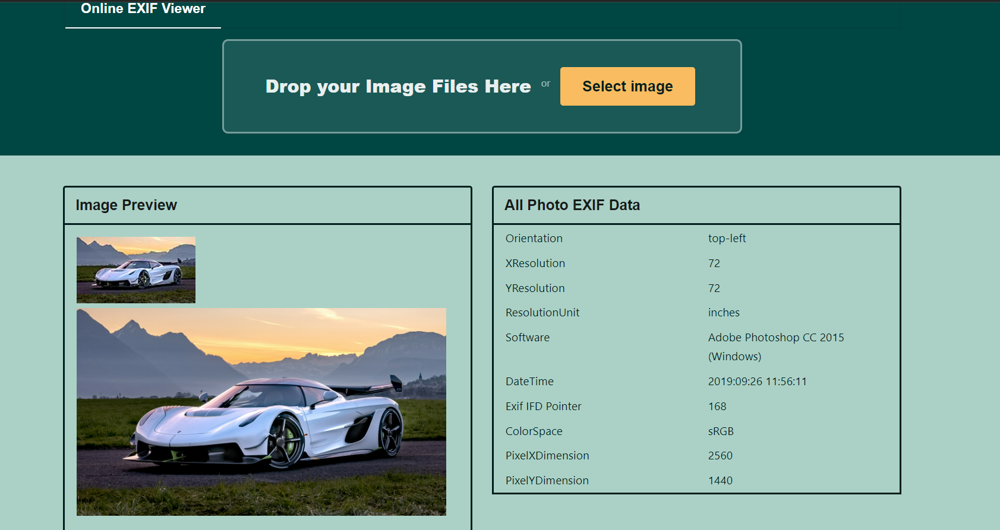 Online EXIF Viewer
Drop your Image Files Here or Select image
Image Preview
All Photo EXIF Data
Orientation top-left
XResolution 72
YResolution 72
ResolutionUnit inches
Software Adobe Photoshop CC 2015
(Windows)
DateTime 2019:09:26 11:56:11
Exif IFD Pointer 168
ColorSpace sRGB
PixelXDimension 2560
PixelYDimension 1440